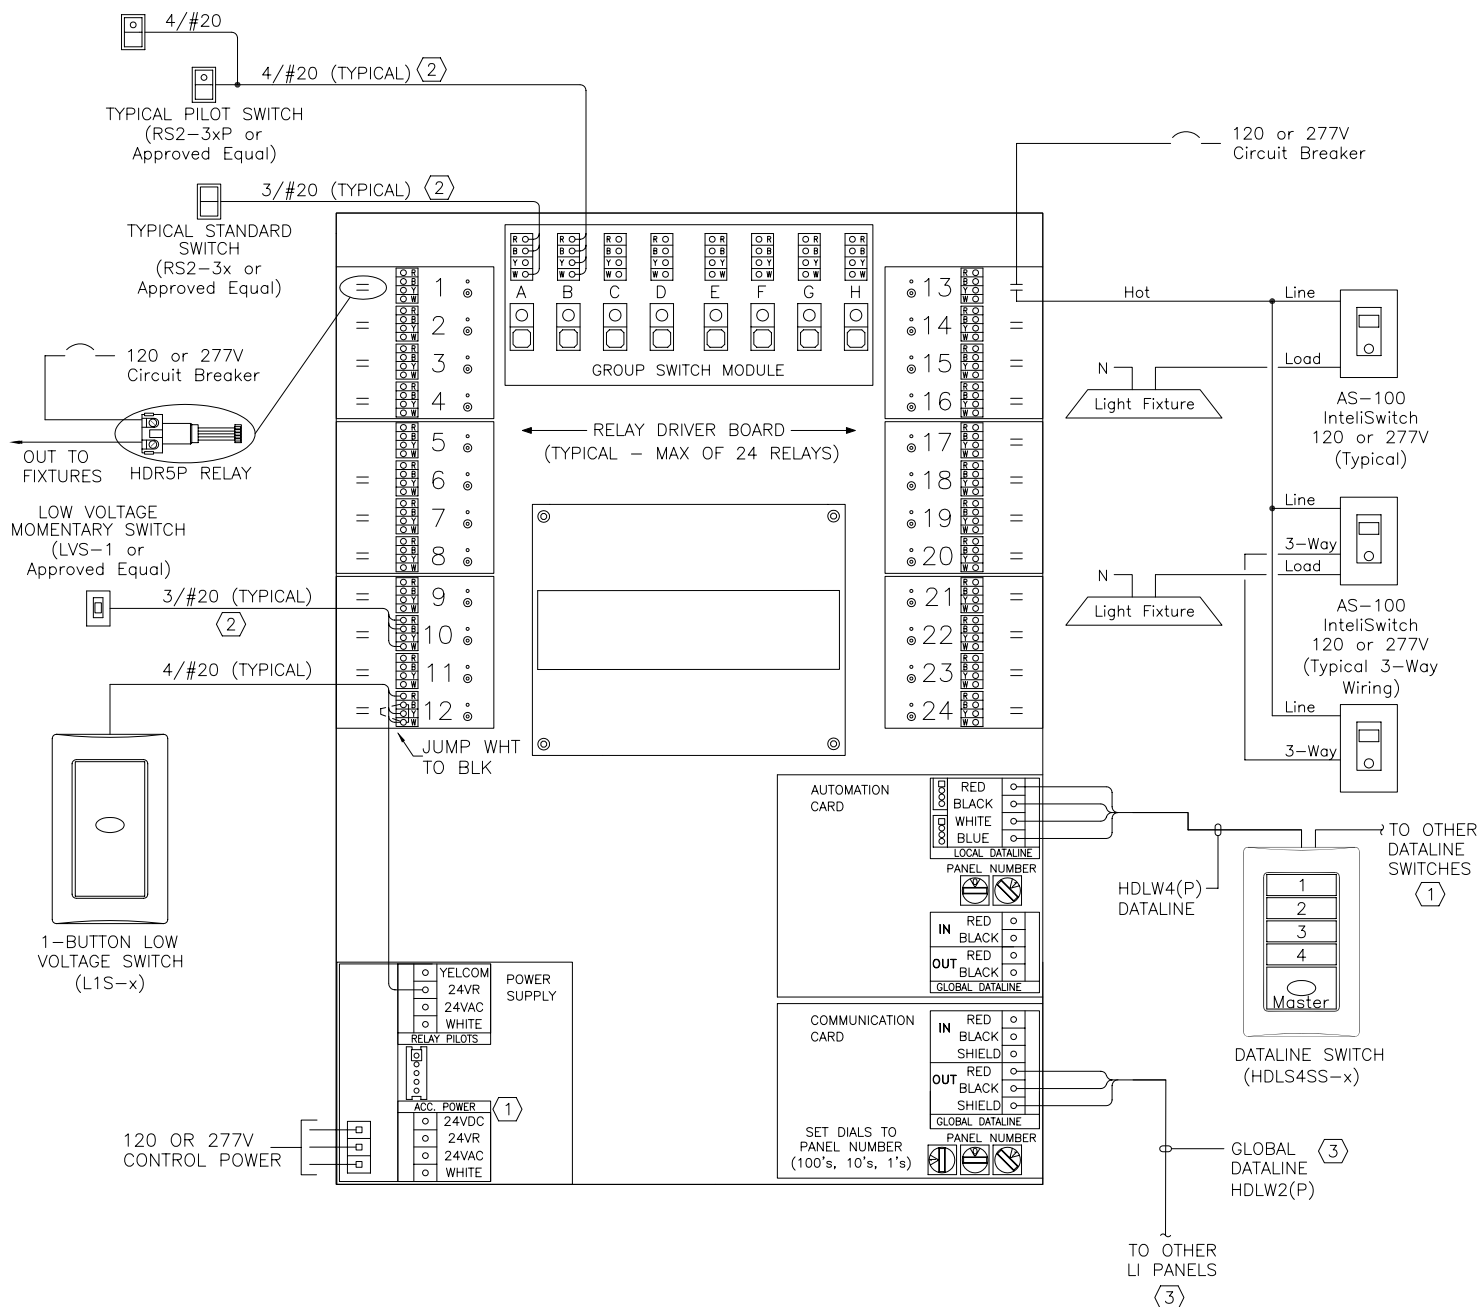 4/#20
4/#20 (TYPICAL) 2
TYPICAL PILOT SWITCH
(RS2-3xP or
Approved Equal)
3/#20 (TYPICAL) 2
TYPICAL STANDARD
SWITCH
(RS2-3x or
Approved Equal)
120 or 277V
Circuit Breaker
OUT TO
FIXTURES
HDR5P RELAY
LOW VOLTAGE
MOMENTARY SWITCH
(LVS-1 or
Approved Equal)
3/#20 (TYPICAL)
2
4/#20 (TYPICAL)
1-BUTTON LOW
VOLTAGE SWITCH
(L1S-x)
JUMP WHT
TO BLK
R R R R R R R R
B B B B B B B B
Y Y Y Y Y Y Y Y
W W W W W W W W
A B C D E F G H
GROUP SWITCH MODULE
RELAY DRIVER BOARD
(TYPICAL - MAX OF 24 RELAYS)
R B Y W 1
R B Y W 2
R B Y W 3
R B Y W 4
R B Y W 5
R B Y W 6
R B Y W 7
R B Y W 8
R B Y W 9
R B Y W 10
R B Y W 11
R B Y W 12
13 R B Y W
14 R B Y W
15 R B Y W
16 R B Y W
17 R B Y W
18 R B Y W
19 R B Y W
20 R B Y W
21 R B Y W
22 R B Y W
23 R B Y W
24 R B Y W
120 or 277V
Circuit Breaker
Hot
Line
N
Load
Light Fixture
AS-100
InteliSwitch
120 or 277V
(Typical)
Line
3-Way
N
Load
Light Fixture
AS-100
InteliSwitch
120 or 277V
(Typical 3-Way
Wiring)
Line
3-Way
AUTOMATION
CARD
RED
BLACK
WHITE
BLUE
LOCAL DATALINE
PANEL NUMBER
IN
RED
BLACK
OUT
RED
BLACK
GLOBAL DATALINE
HDLW4(P)
DATALINE
TO OTHER
DATALINE
SWITCHES
1
1
2
3
4
Master
DATALINE SWITCH
(HDLS4SS-x)
COMMUNICATION
CARD
IN
RED
BLACK
SHIELD
OUT
RED
BLACK
SHIELD
GLOBAL DATALINE
SET DIALS TO
PANEL NUMBER
(100's, 10's, 1's)
PANEL NUMBER
GLOBAL
DATALINE
HDLW2(P)
3
TO OTHER
LI PANELS
3
POWER
SUPPLY
YELCOM
24VR
24VAC
WHITE
RELAY PILOTS
ACC. POWER
1
24VDC
24VR
24VAC
WHITE
120 OR 277V
CONTROL POWER